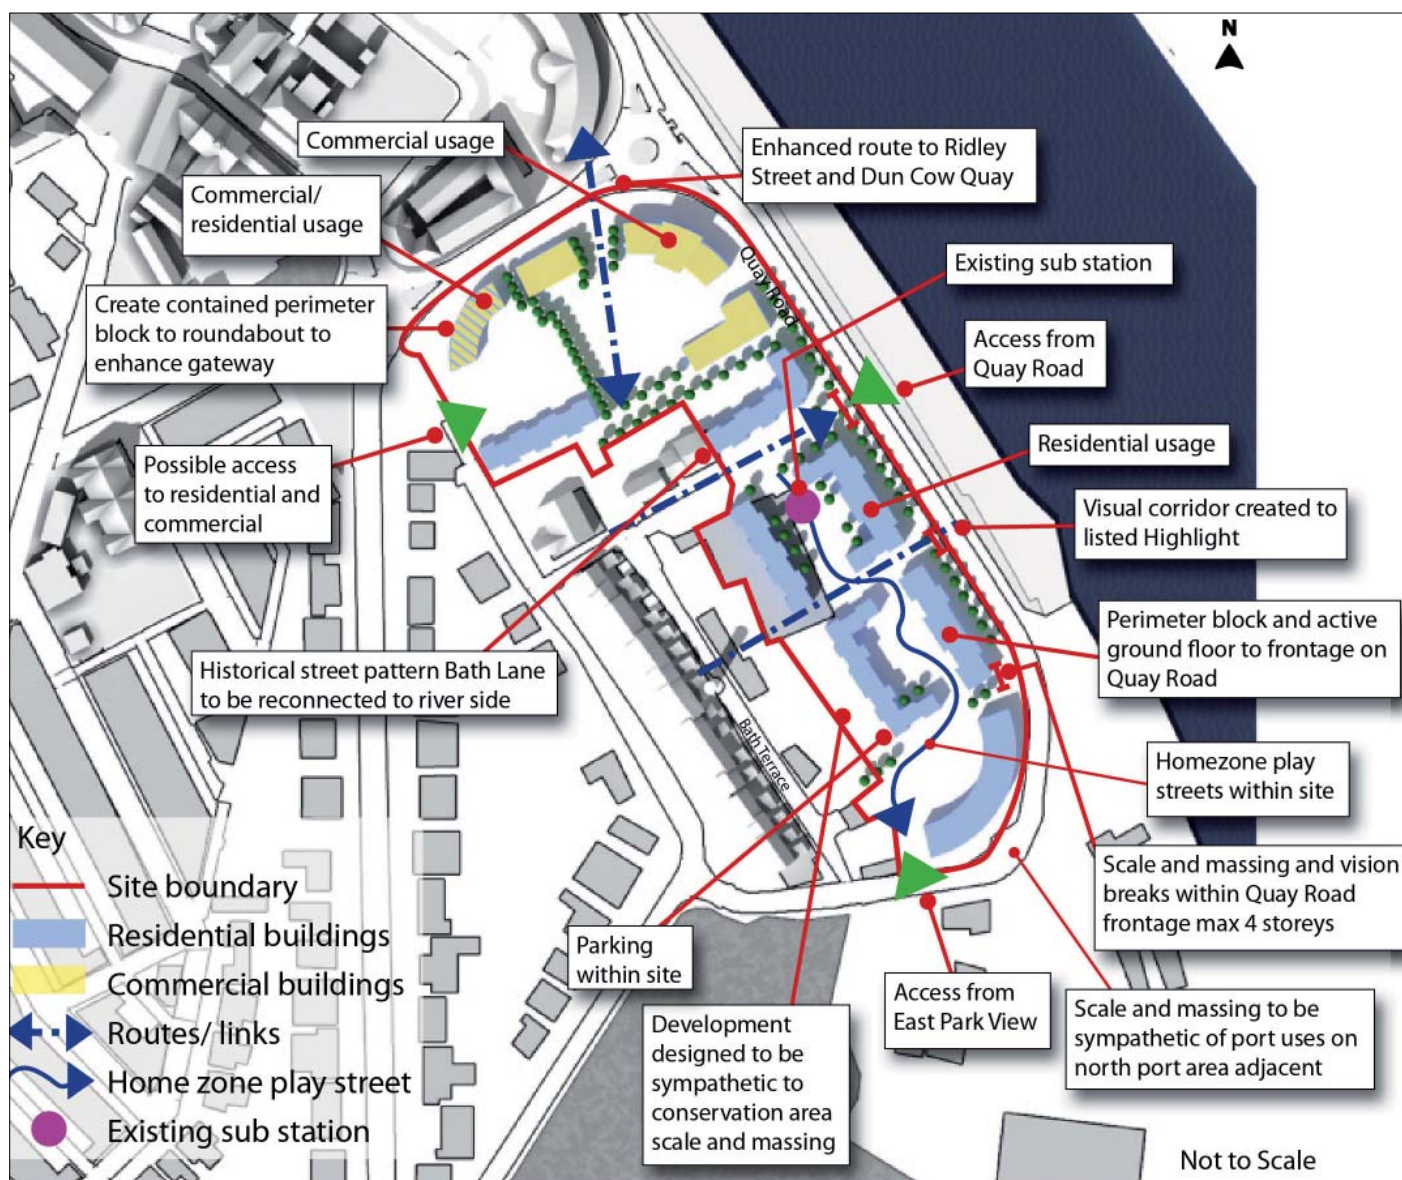 N
Commercial usage
Enhanced route to Ridley
Street and Dun Cow Quay
Commercial/
residential usage
Quay Road
Existing sub station
Create contained perimeter
block to roundabout to
enhance gateway
Access from
Quay Road
Residential usage
Possible access
to residential and
commercial
Visual corridor created to
listed Highlight
Perimeter block and active
ground floor to frontage on
Quay Road
Historical street pattern Bath Lane
to be reconnected to river side
Bath Terrace
Homezone play
streets within site
Key
Site boundary
Residential buildings
Commercial buildings
Routes/ links
Home zone play street
Existing sub station
Scale and massing and vision
breaks within Quay Road
frontage max 4 storeys
Parking
within site
Access from
East Park View
Scale and massing to be
sympathetic of port uses on
north port area adjacent
Development
designed to be
sympathetic to
conservation area
scale and massing
Not to Scale